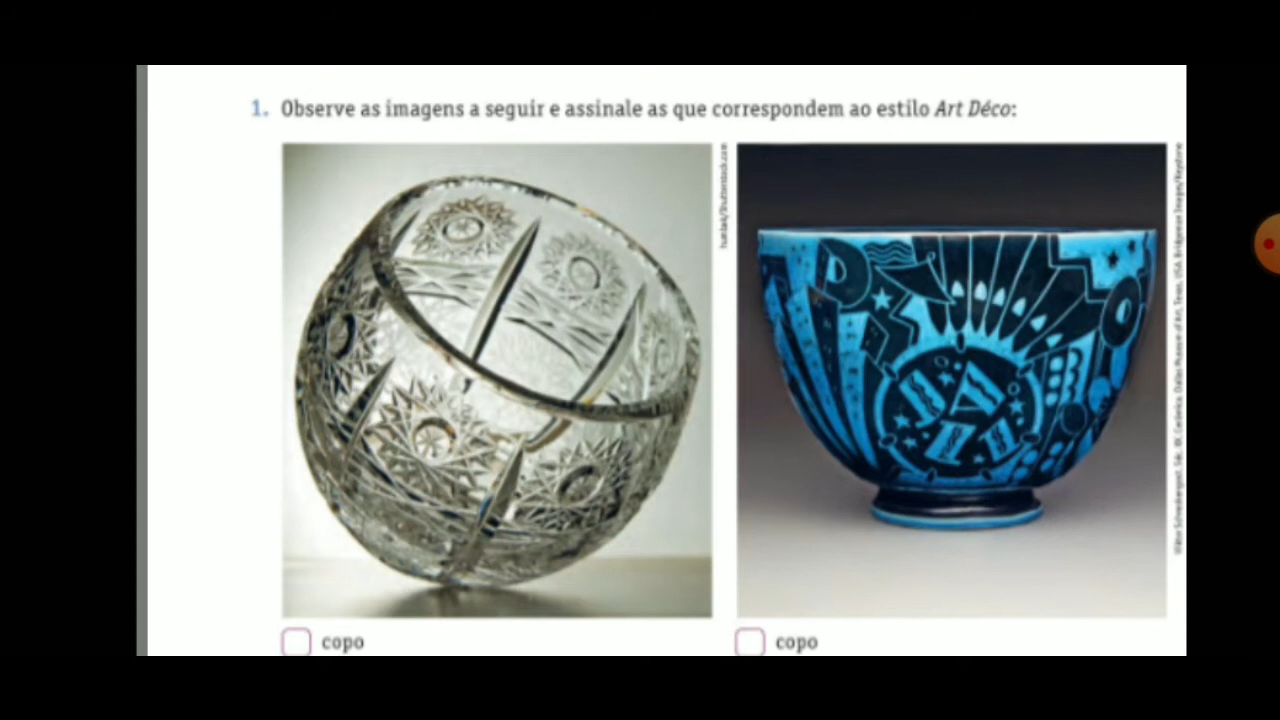 1. Observe as imagens a seguir e assinale as que correspondem ao estilo Art Déco:
copo
copo